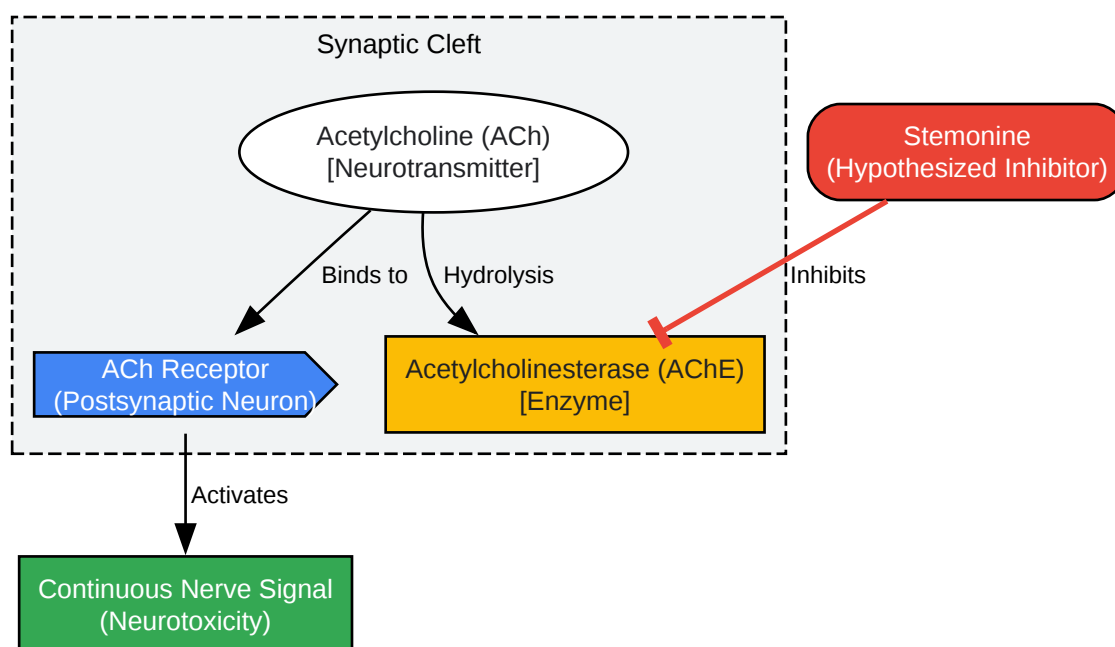 Synaptic Cleft
Acetylcholine (ACh)
[Neurotransmitter]
Stemonine
(Hypothesized Inhibitor)
Binds to
Hydrolysis
Inhibits
ACh Receptor
(Postsynaptic Neuron)
Acetylcholinesterase (AChE)
[Enzyme]
Activates
Continuous Nerve Signal
(Neurotoxicity)